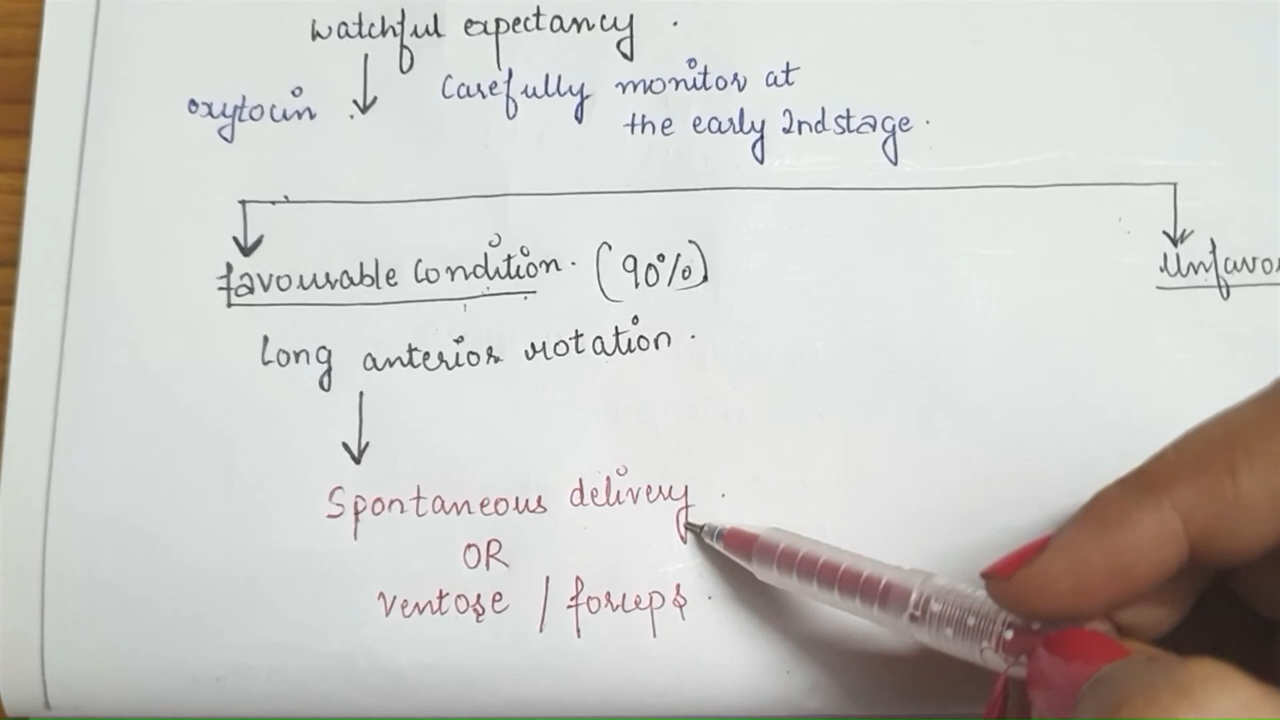 watchful expectancy.
oxytocin. Carefully monitor at
the early 2nd stage.
favourable condition. (90%)
Unfavo
Long anterior rotation.
Spontaneous delivery.
OR
ventose / forceps.